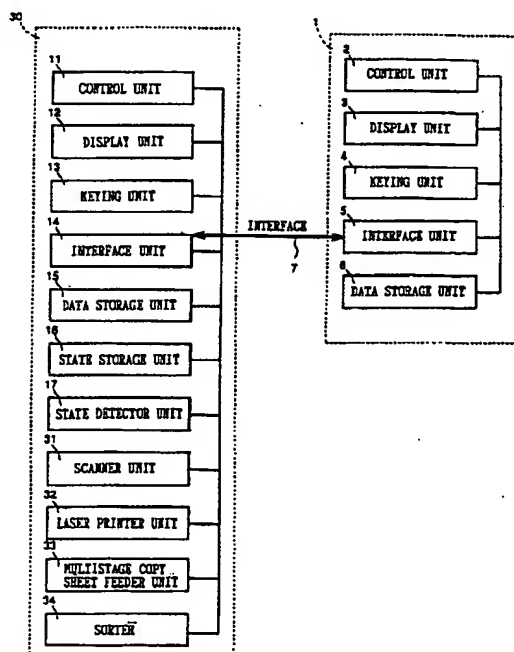 30
11
CONTROL UNIT
12
DISPLAY UNIT
13
KEYING UNIT
14
INTERFACE UNIT
15
DATA STORAGE UNIT
16
STATE STORAGE UNIT
17
STATE DETECTOR UNIT
31
SCANNER UNIT
32
LASER PRINTER UNIT
33
MULTISTAGE COPY
SHEET FEEDER UNIT
34
SORTER
INTERFACE
7
1
2
CONTROL UNIT
3
DISPLAY UNIT
4
KEYING UNIT
5
INTERFACE UNIT
6
DATA STORAGE UNIT